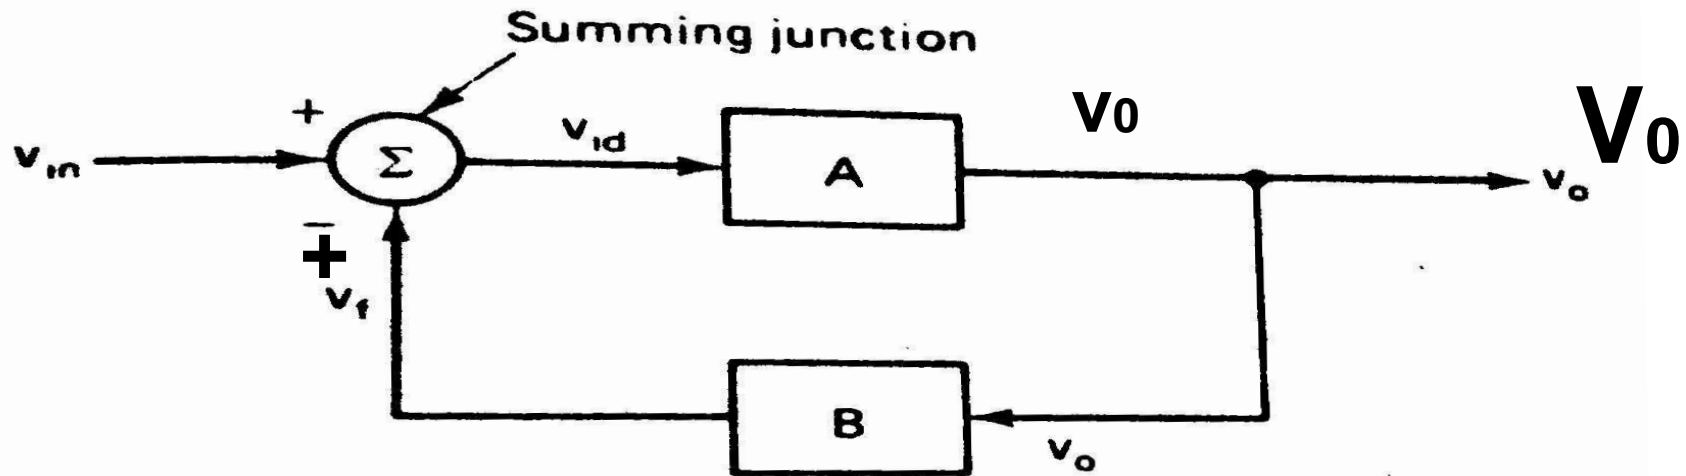 Summing junction
+
v_in
Σ
v_id
A
V0
V0
v_o
−
+
v_f
B
v_o